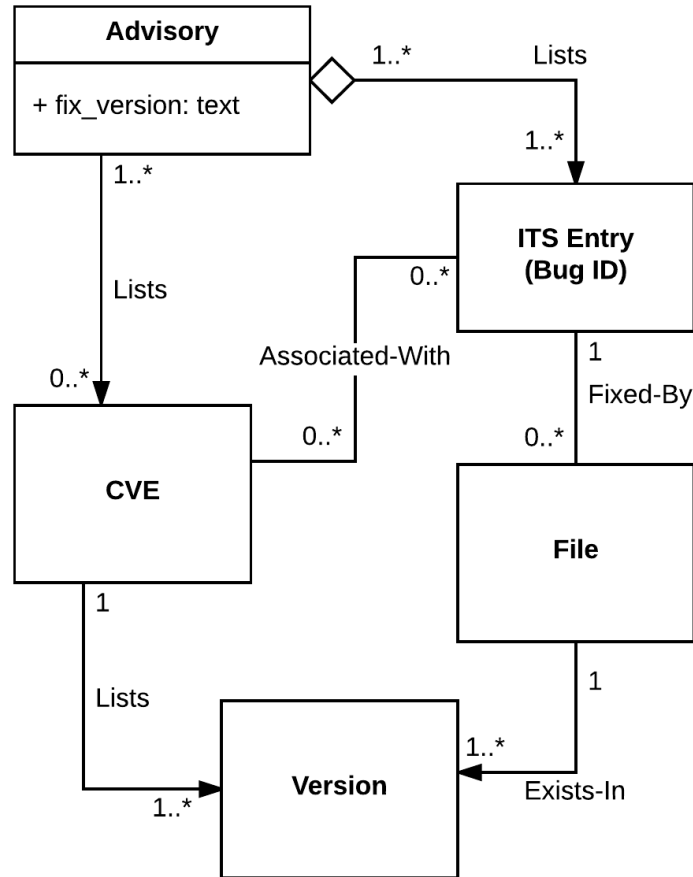 Advisory
+ fix_version: text
1..*
Lists
1..*
1..*
ITS Entry
(Bug ID)
0..*
Lists
Associated-With
1
Fixed-By
0..*
0..*
0..*
CVE
File
1
1
Lists
1..*
Version
Exists-In
1..*